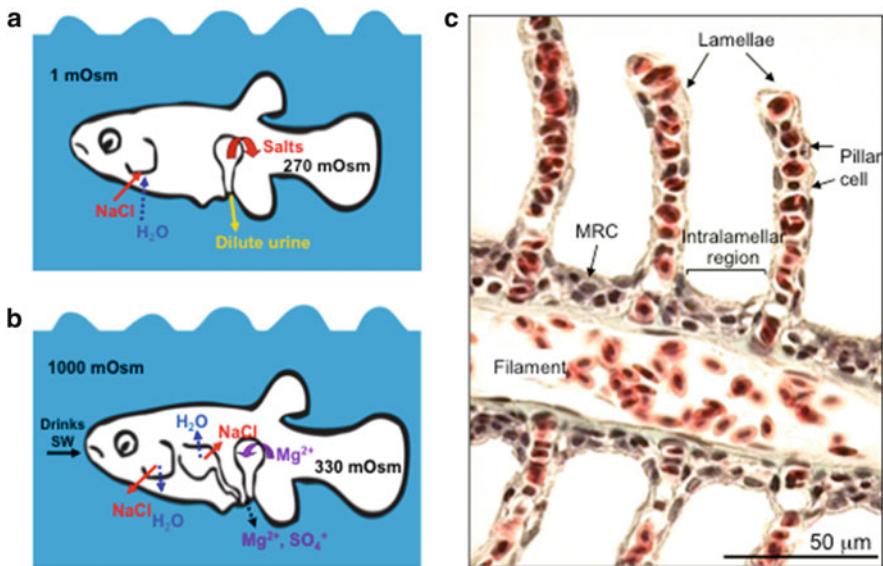 a
1 mOsm
Salts
270 mOsm
NaCl
H₂O
Dilute urine
b
1000 mOsm
Drinks
SW
H₂O
NaCl
Mg²⁺
330 mOsm
NaCl
H₂O
Mg²⁺, SO₄⁺
c
Lamellae
Pillar
cell
MRC
Intralamellar
region
Filament
50 µm